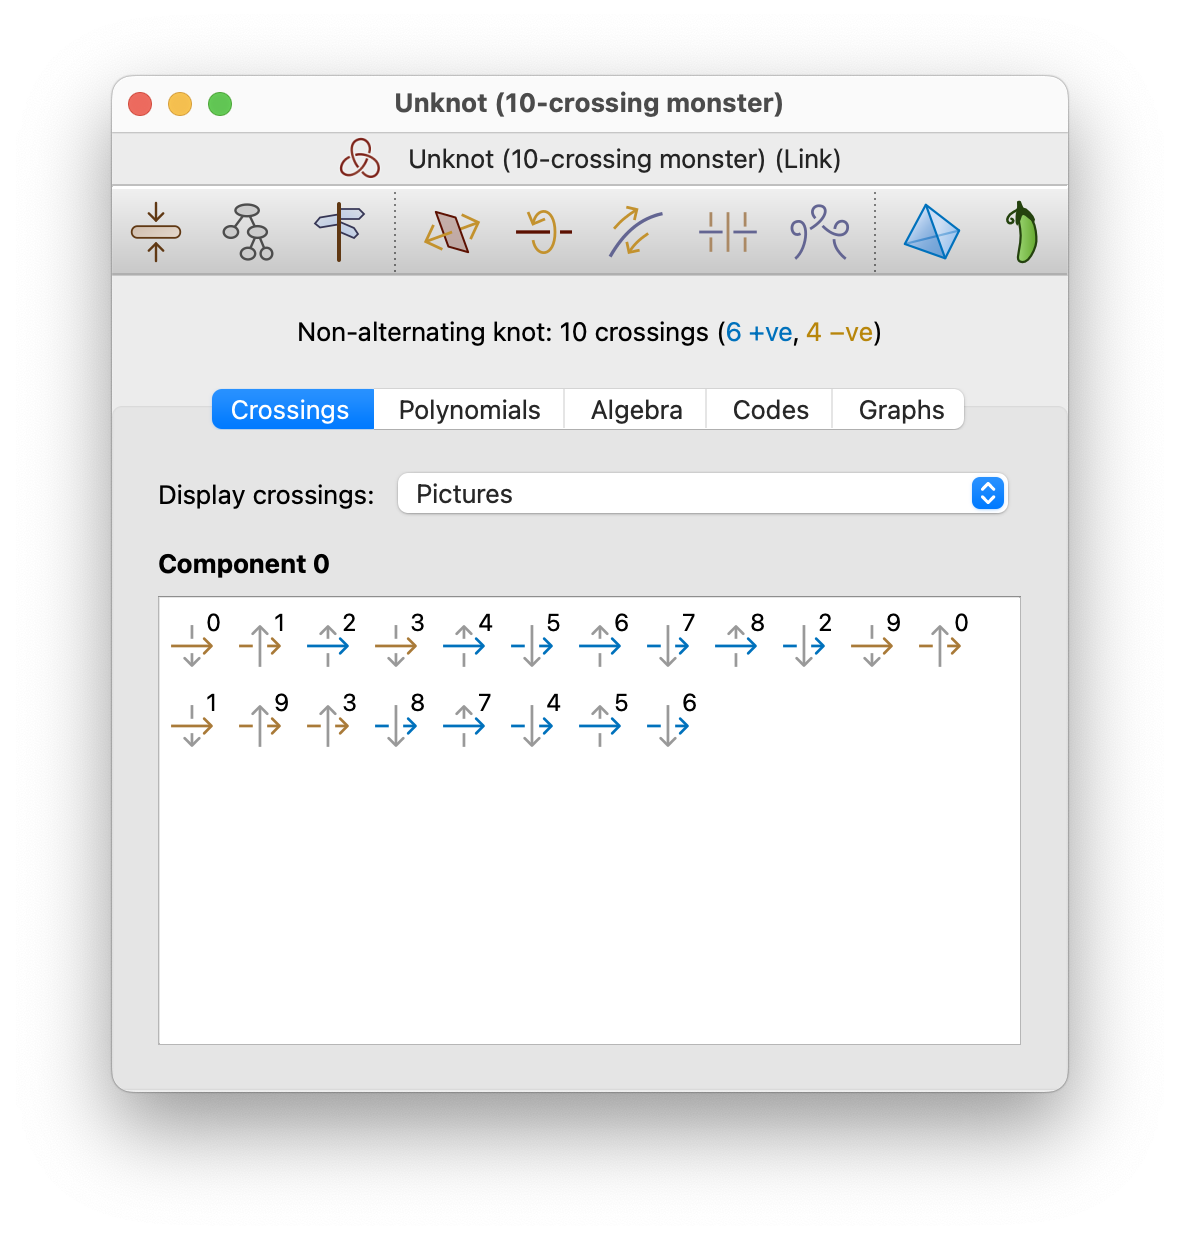 Unknot (10-crossing monster)
Unknot (10-crossing monster) (Link)
Non-alternating knot: 10 crossings (6 +ve, 4 −ve)
Crossings Polynomials Algebra Codes Graphs
Display crossings: Pictures
Component 0
0 1 2 3 4 5 6 7 8 2 9 0
1 9 3 8 7 4 5 6